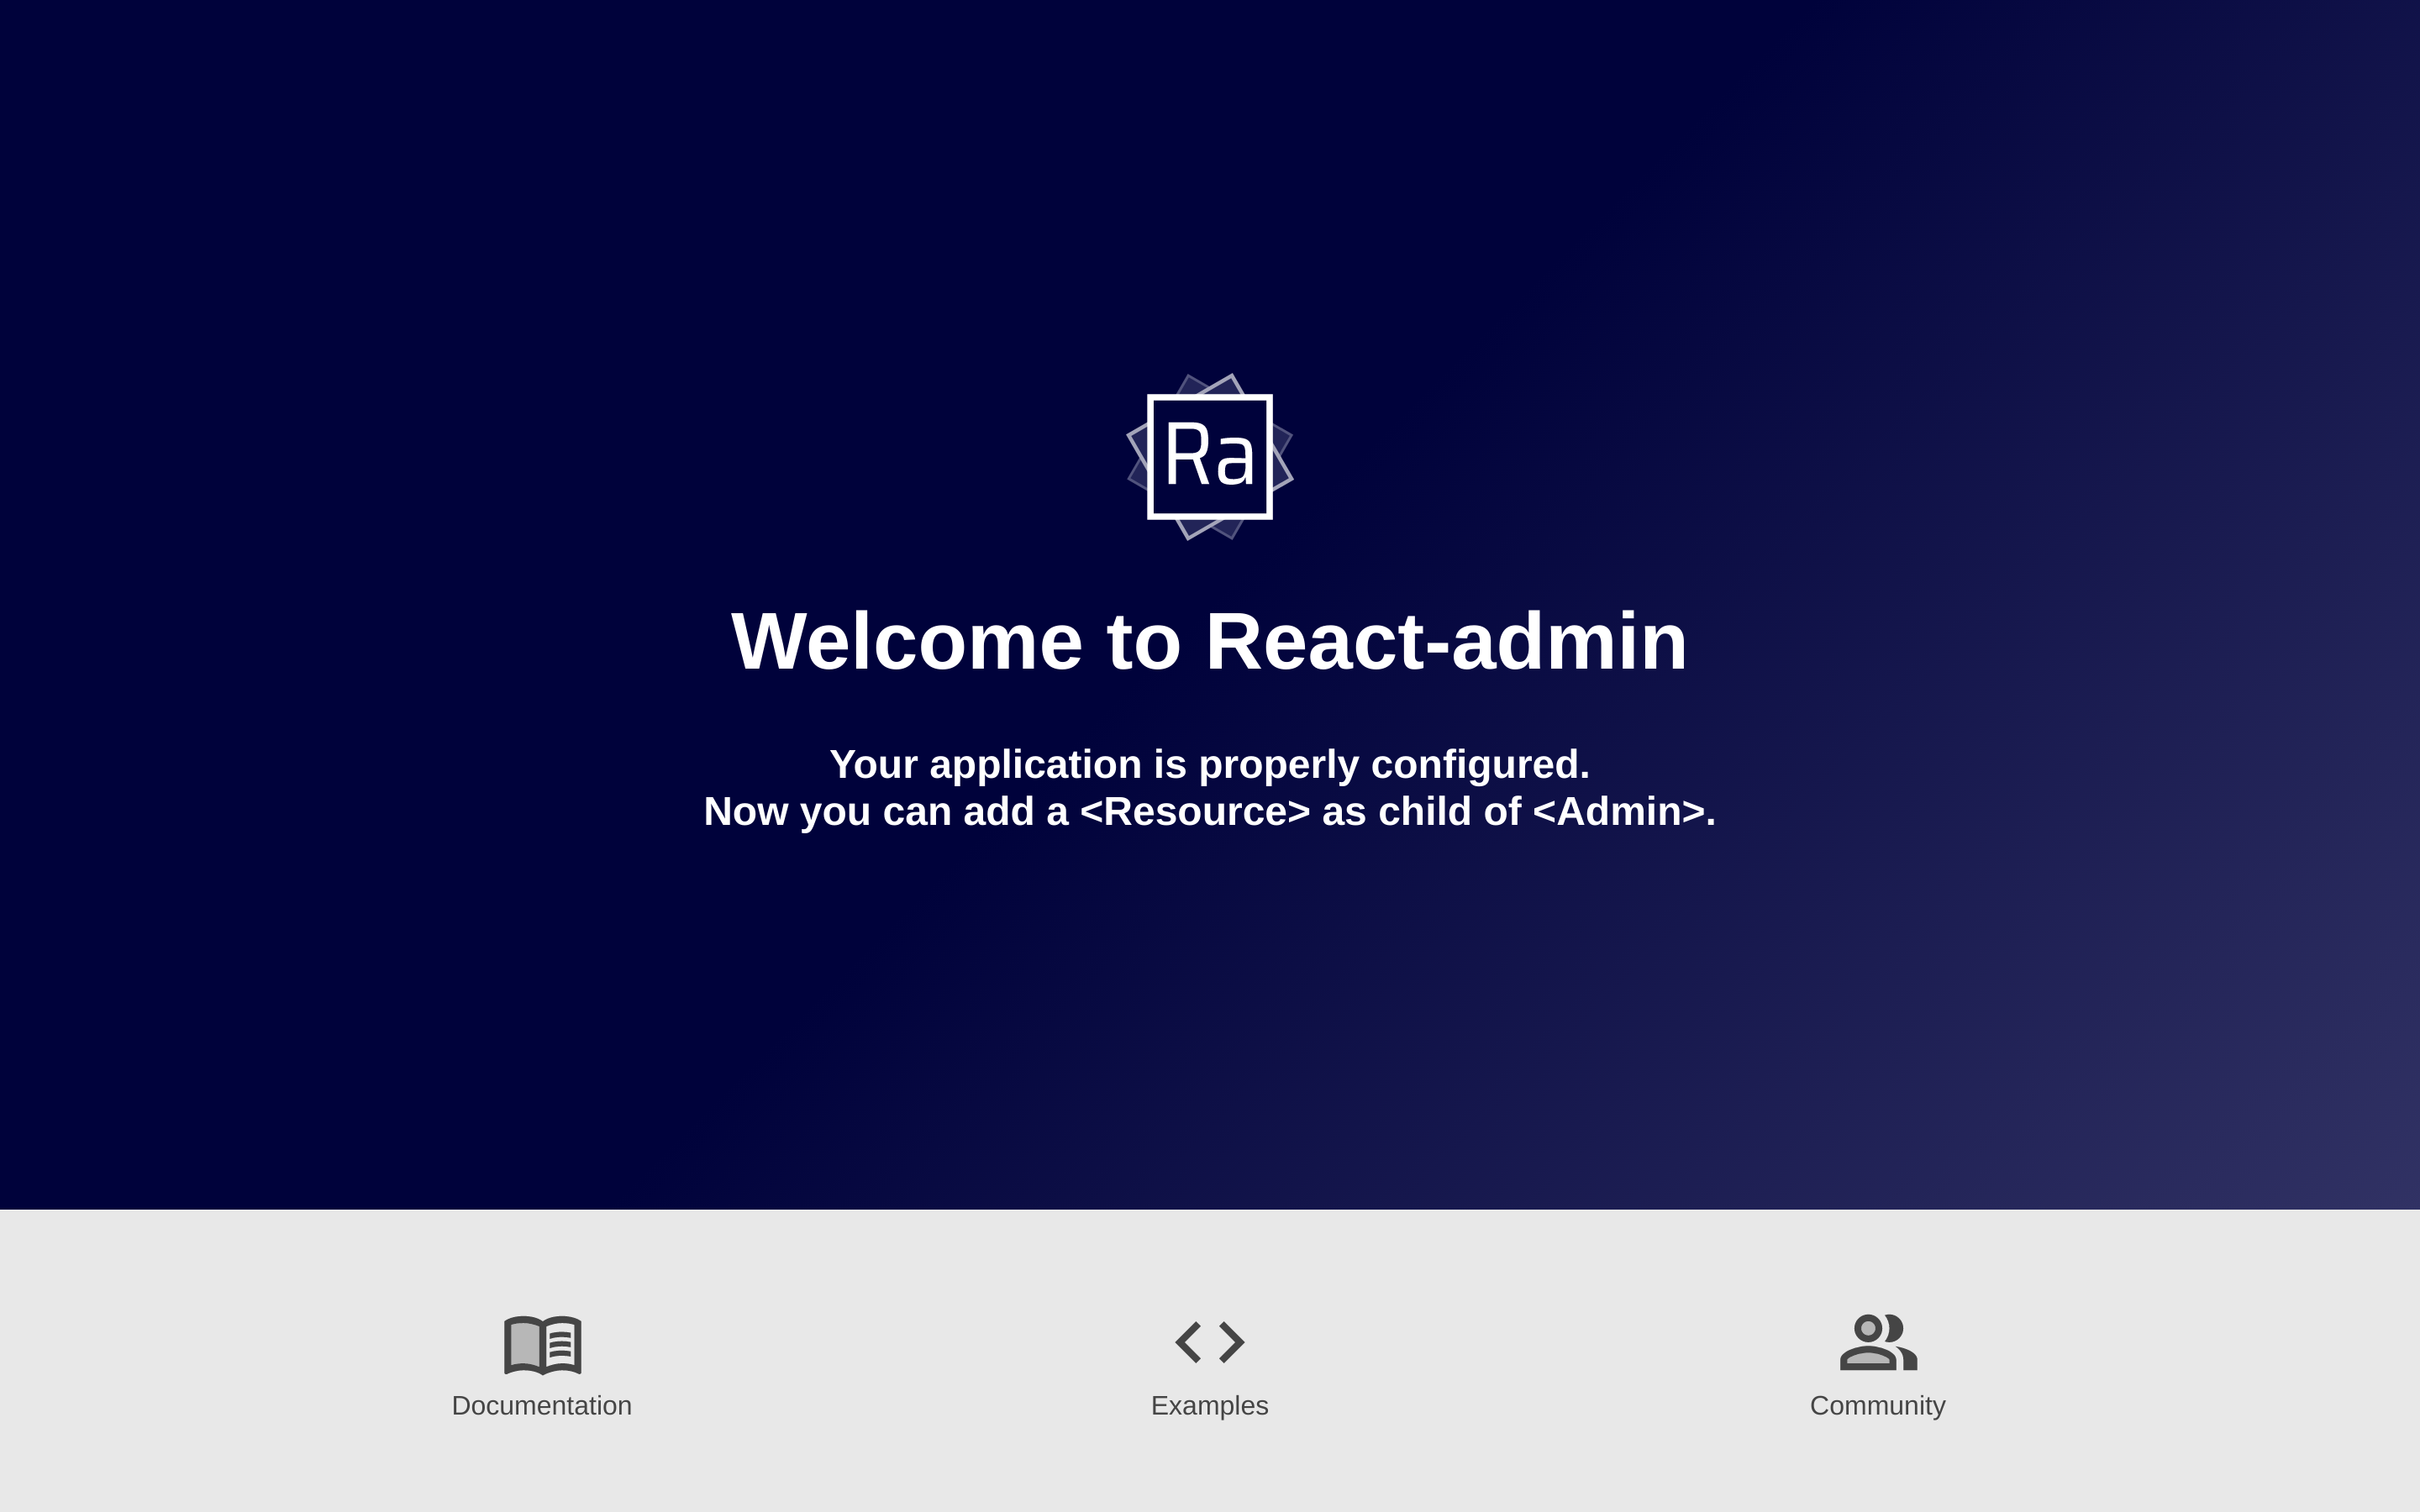 Ra
Welcome to React-admin
Your application is properly configured.
Now you can add a <Resource> as child of <Admin>.
Documentation
Examples
Community